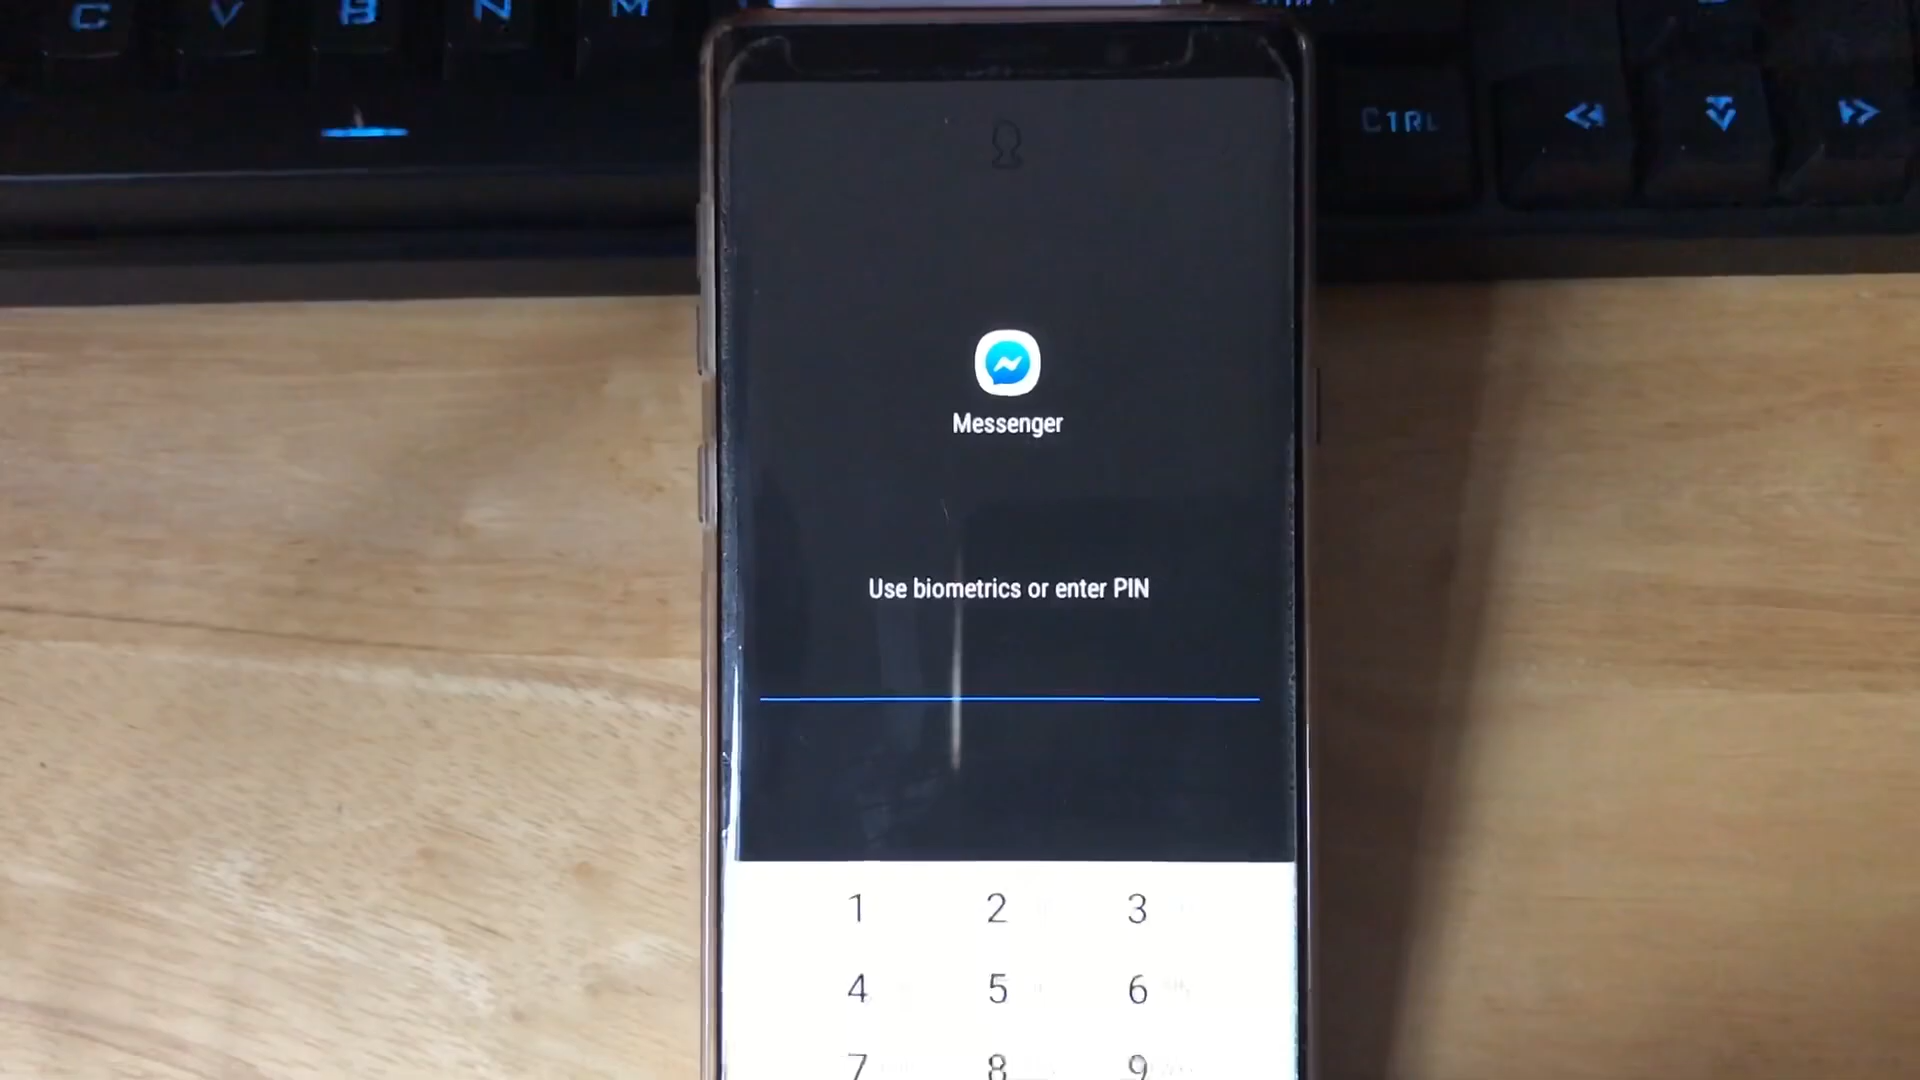 C V B N M
CTRL
Messenger
Use biometrics or enter PIN
1 2 3
4 5 6
7 8 9